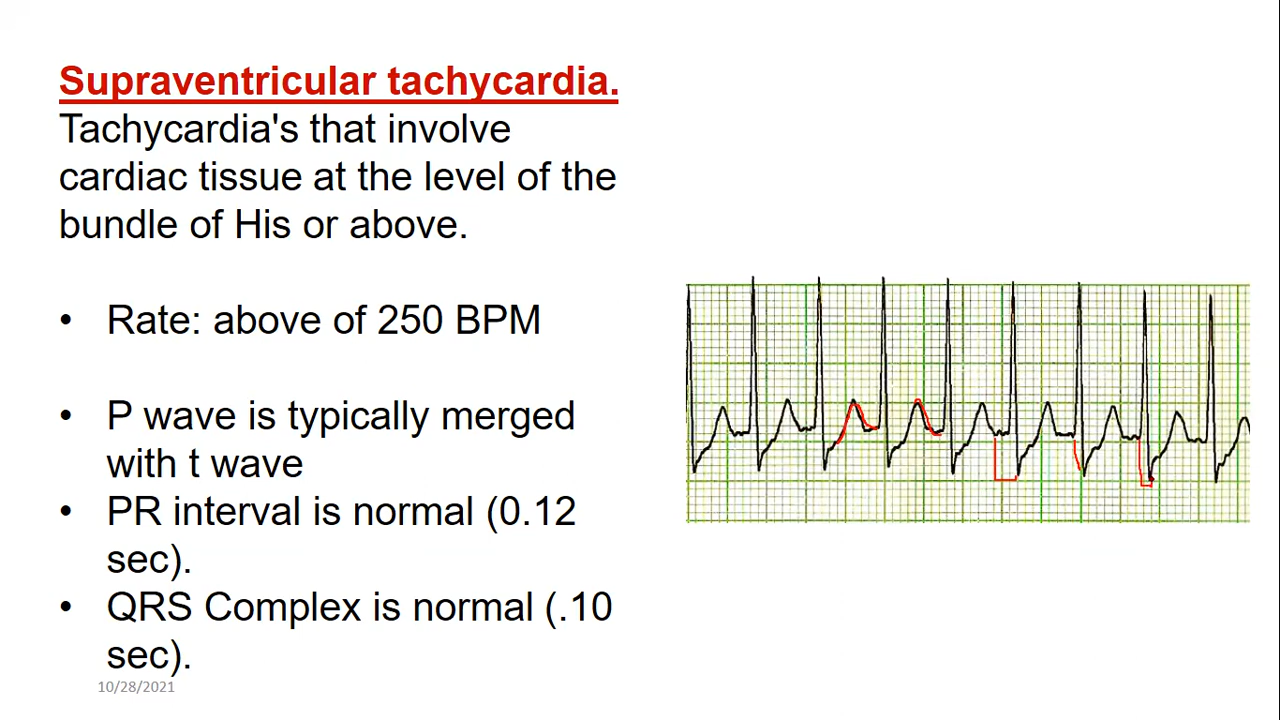 Supraventricular tachycardia.
Tachycardia's that involve
cardiac tissue at the level of the
bundle of His or above.
• Rate: above of 250 BPM
• P wave is typically merged
with t wave
• PR interval is normal (0.12
sec).
• QRS Complex is normal (.10
sec).
10/28/2021